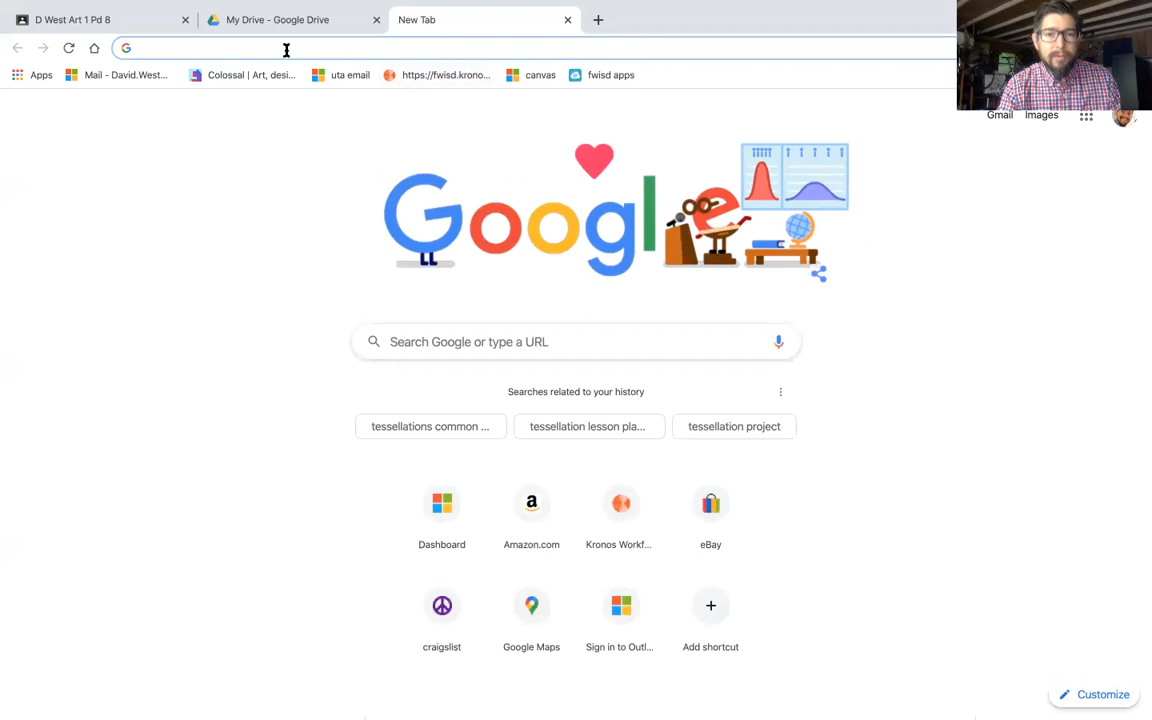 D West Art 1 Pd 8
My Drive - Google Drive
New Tab
Apps
Mail - David.West...
Colossal | Art, desi...
uta email
https://fwisd.krono...
canvas
fwisd apps
Gmail
Images
Google
Search Google or type a URL
Searches related to your history
tessellations common ...
tessellation lesson pla...
tessellation project
Dashboard
Amazon.com
Kronos Workf...
eBay
craigslist
Google Maps
Sign in to Outl...
Add shortcut
Customize